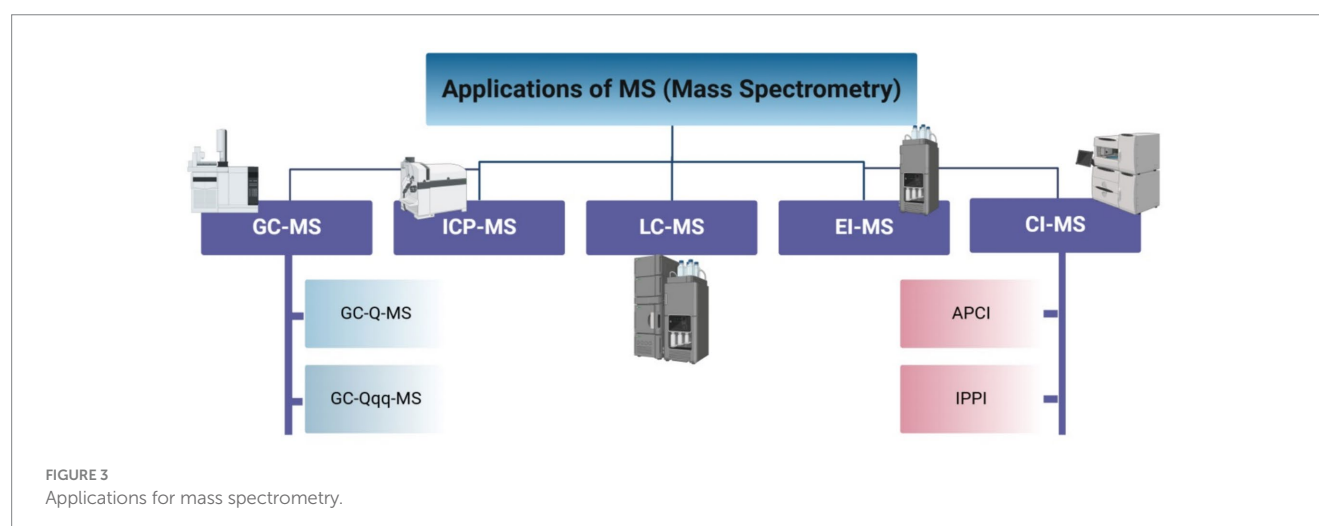 Applications of MS (Mass Spectrometry)
GC-MS
ICP-MS
LC-MS
EI-MS
CI-MS
GC-Q-MS
GC-Qqq-MS
APCI
IPPI
FIGURE 3
Applications for mass spectrometry.